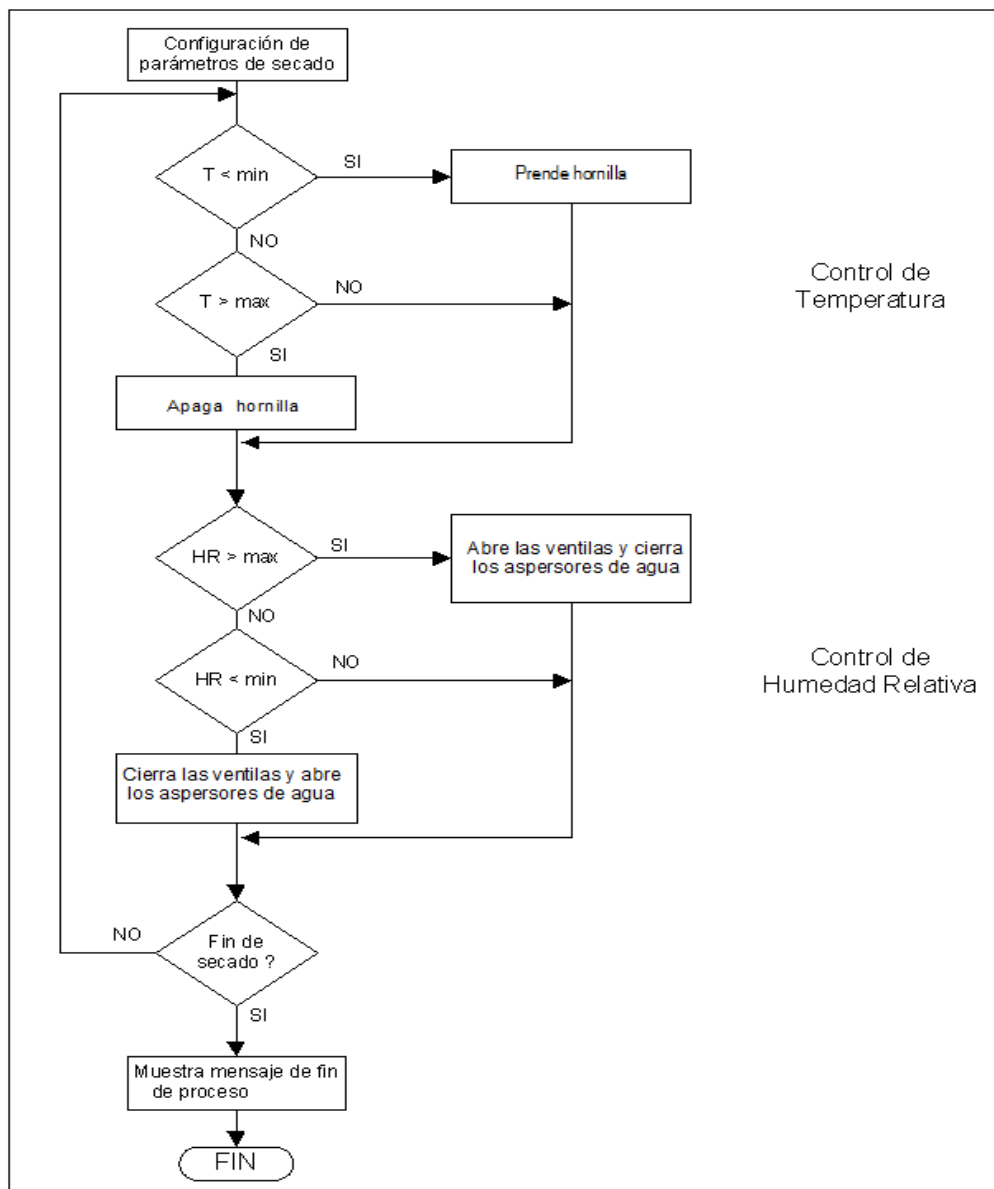 Configuración de
parámetros de secado
T < min
SI
Prende hornilla
NO
T > max
NO
SI
Apaga hornilla
Control de
Temperatura
HR > max
SI
Abre las ventilas y cierra
los aspersores de agua
NO
HR < min
NO
SI
Cierra las ventilas y abre
los aspersores de agua
Control de
Humedad Relativa
NO
Fin de
secado ?
SI
Muestra mensaje de fin
de proceso
FIN